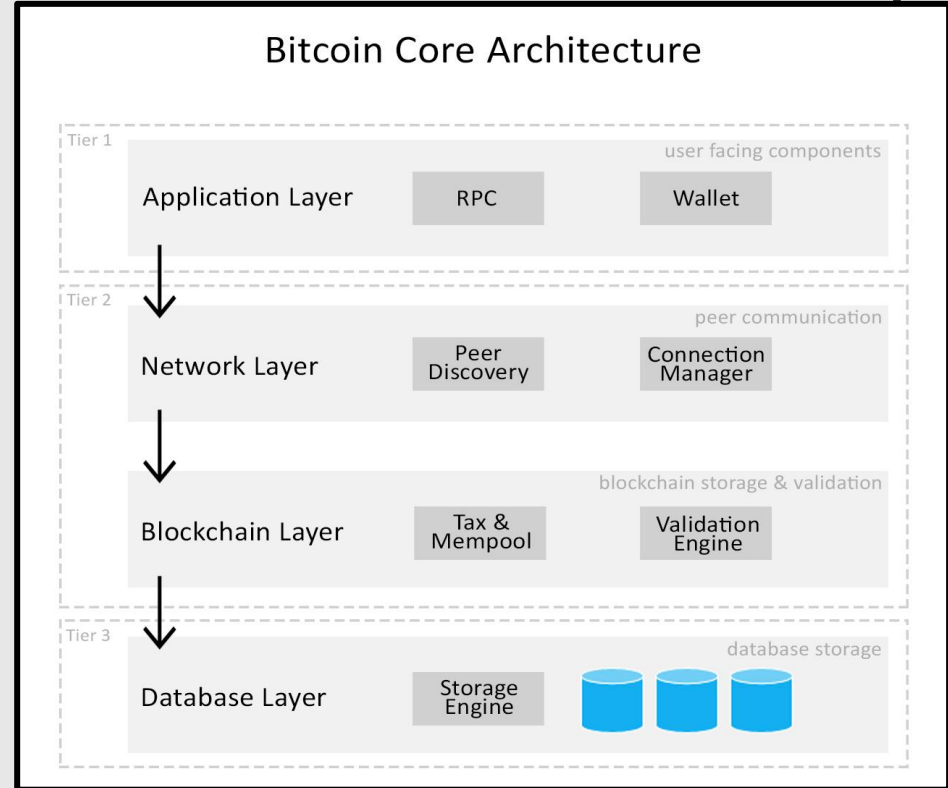 Bitcoin Core Architecture
Tier 1
user facing components
Application Layer
RPC
Wallet
Tier 2
peer communication
Network Layer
Peer
Discovery
Connection
Manager
blockchain storage & validation
Blockchain Layer
Tax &
Mempool
Validation
Engine
Tier 3
database storage
Database Layer
Storage
Engine